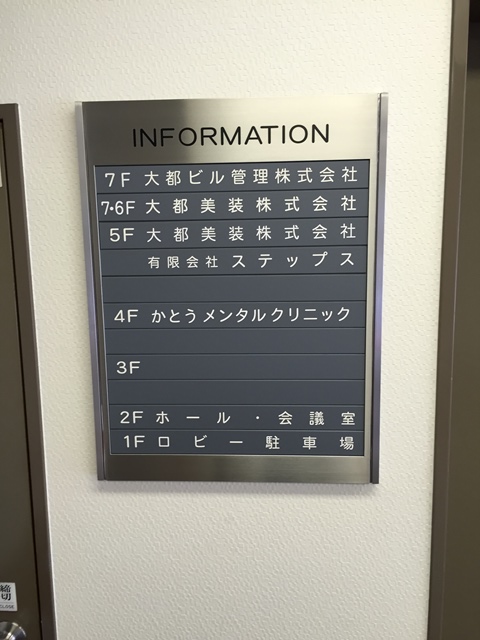 INFORMATION
7F 大都ビル管理株式会社
7・6F 大都美装株式会社
5F 大都美装株式会社
有限会社 ステップス
4F かとうメンタルクリニック
3F
2F ホール・会議室
1F ロビー駐車場
締切
CLOSE